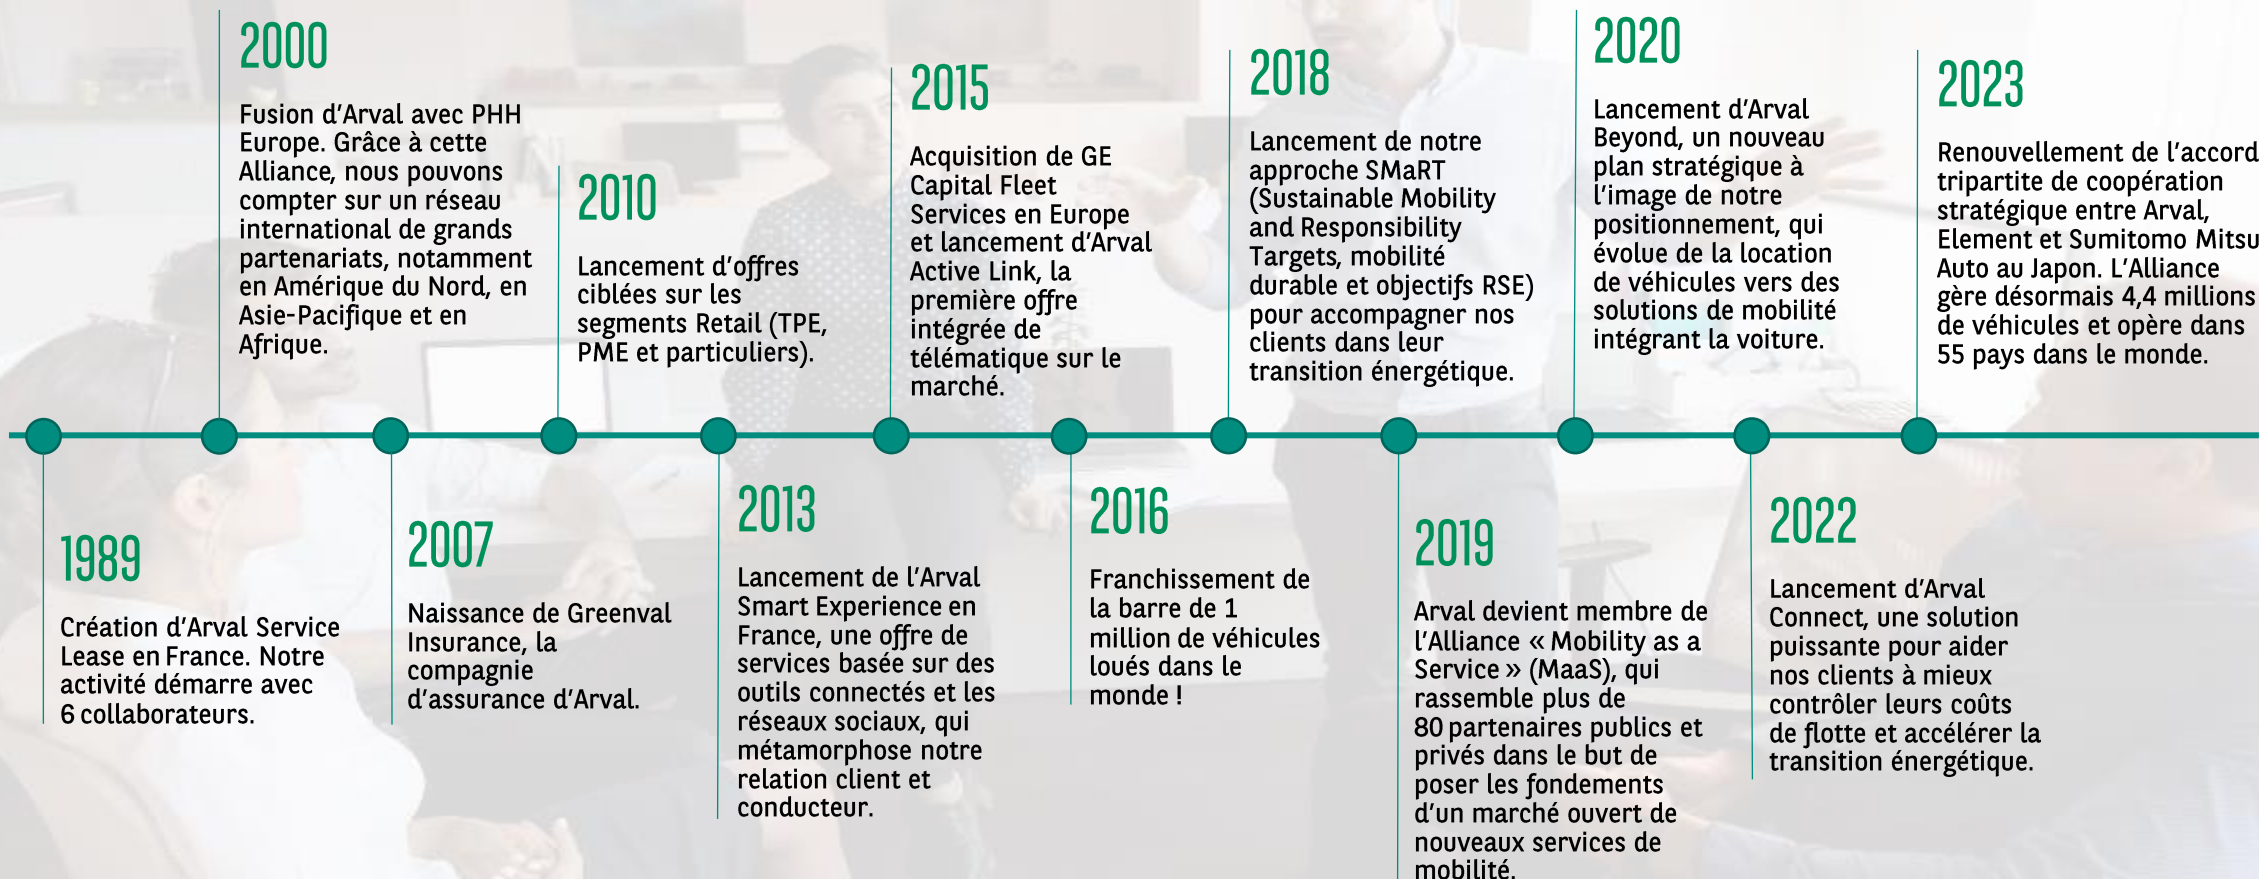 2000
Fusion d’Arval avec PHH
Europe. Grâce à cette
Alliance, nous pouvons
compter sur un réseau
international de grands
partenariats, notamment
en Amérique du Nord, en
Asie-Pacifique et en
Afrique.
2010
Lancement d’offres
ciblées sur les
segments Retail (TPE,
PME et particuliers).
2015
Acquisition de GE
Capital Fleet
Services en Europe
et lancement d’Arval
Active Link, la
première offre
intégrée de
télématique sur le
marché.
2018
Lancement de notre
approche SMaRT
(Sustainable Mobility
and Responsibility
Targets, mobilité
durable et objectifs RSE)
pour accompagner nos
clients dans leur
transition énergétique.
2020
Lancement d’Arval
Beyond, un nouveau
plan stratégique à
l’image de notre
positionnement, qui
évolue de la location
de véhicules vers des
solutions de mobilité
intégrant la voiture.
2023
Renouvellement de l’accord
tripartite de coopération
stratégique entre Arval,
Element et Sumitomo Mitsu
Auto au Japon. L’Alliance
gère désormais 4,4 millions
de véhicules et opère dans
55 pays dans le monde.
1989
Création d’Arval Service
Lease en France. Notre
activité démarre avec
6 collaborateurs.
2007
Naissance de Greenval
Insurance, la
compagnie
d’assurance d’Arval.
2013
Lancement de l’Arval
Smart Experience en
France, une offre de
services basée sur des
outils connectés et les
réseaux sociaux, qui
métamorphose notre
relation client et
conducteur.
2016
Franchissement de
la barre de 1
million de véhicules
loués dans le
monde !
2019
Arval devient membre de
l’Alliance « Mobility as a
Service » (MaaS), qui
rassemble plus de
80 partenaires publics et
privés dans le but de
poser les fondements
d’un marché ouvert de
nouveaux services de
mobilité.
2022
Lancement d’Arval
Connect, une solution
puissante pour aider
nos clients à mieux
contrôler leurs coûts
de flotte et accélérer la
transition énergétique.